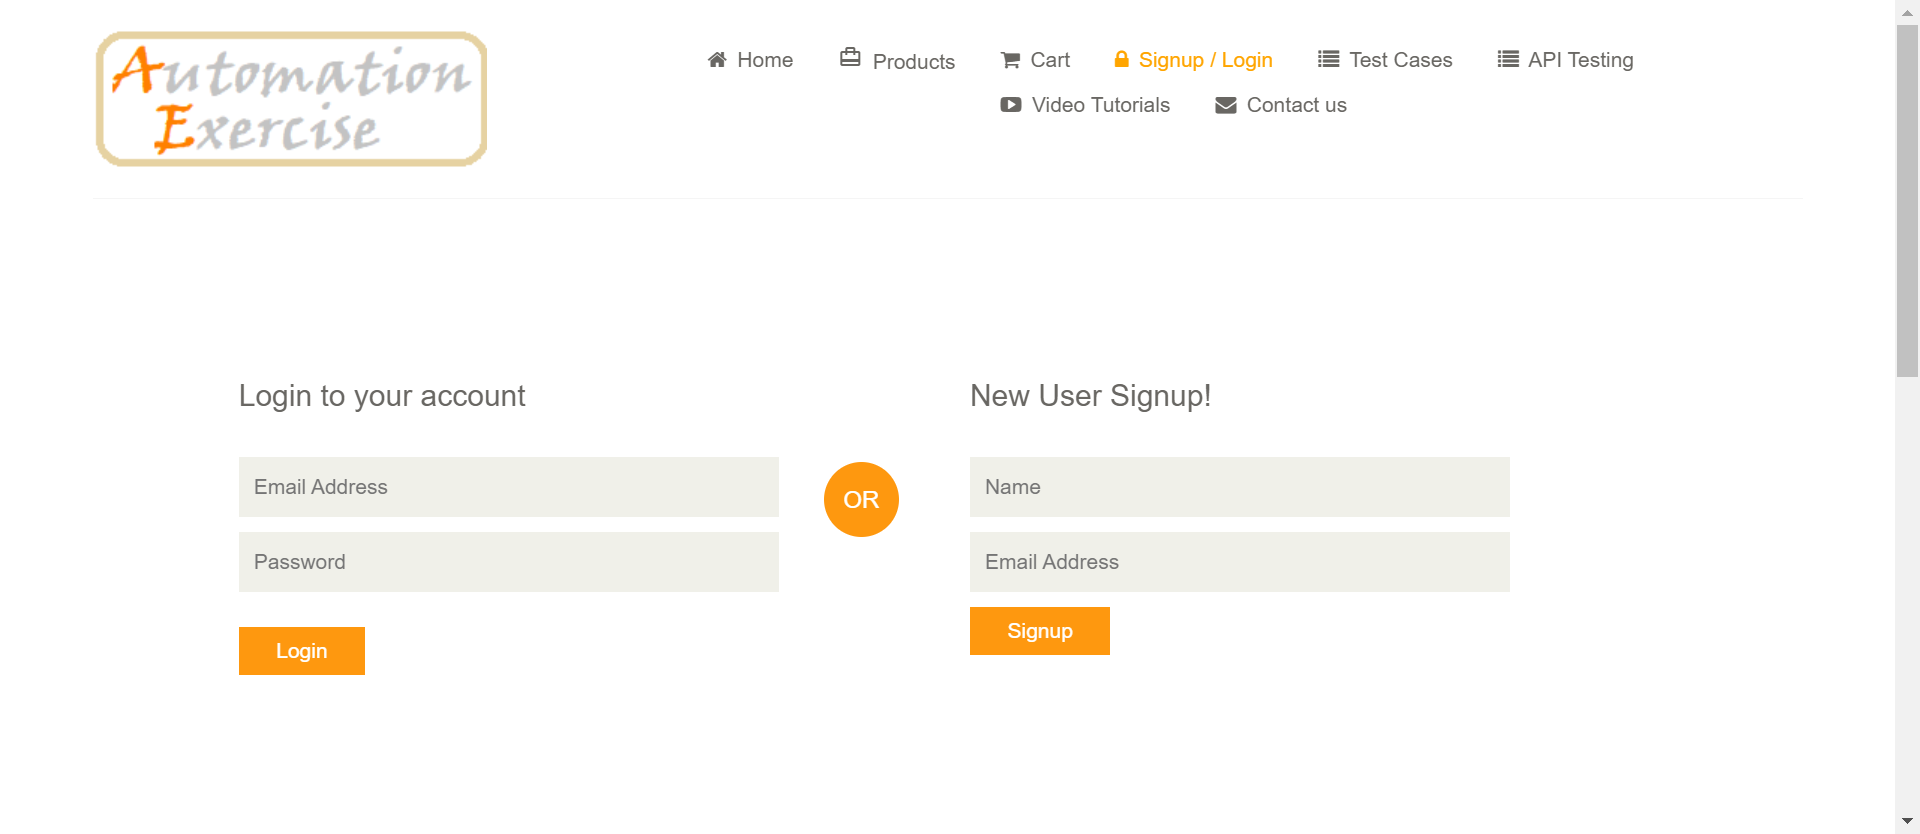 Automation
Exercise
Home Products Cart Signup / Login Test Cases API Testing
Video Tutorials Contact us
Login to your account
Email Address
Password
Login
OR
New User Signup!
Name
Email Address
Signup